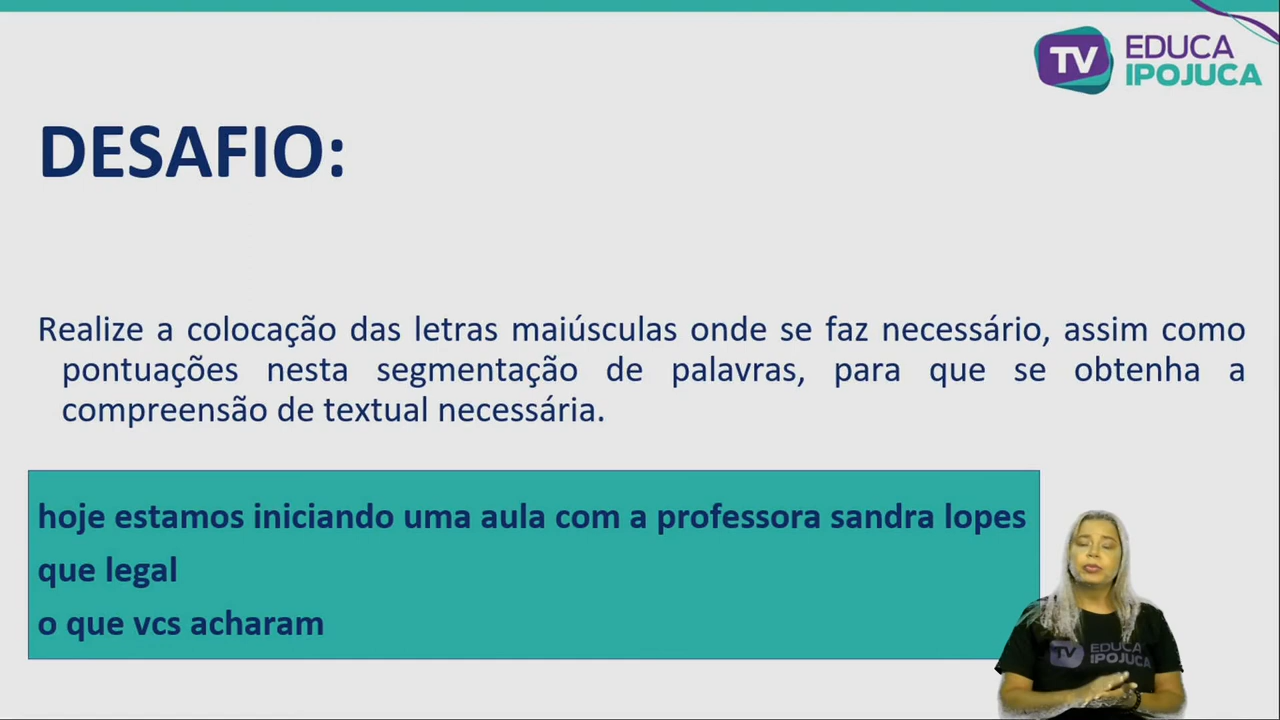 TV EDUCA
IPOJUCA
DESAFIO:
Realize a colocação das letras maiúsculas onde se faz necessário, assim como
pontuações nesta segmentação de palavras, para que se obtenha a
compreensão de textual necessária.
hoje estamos iniciando uma aula com a professora sandra lopes
que legal
o que vcs acharam
TV EDUCA
IPOJUCA